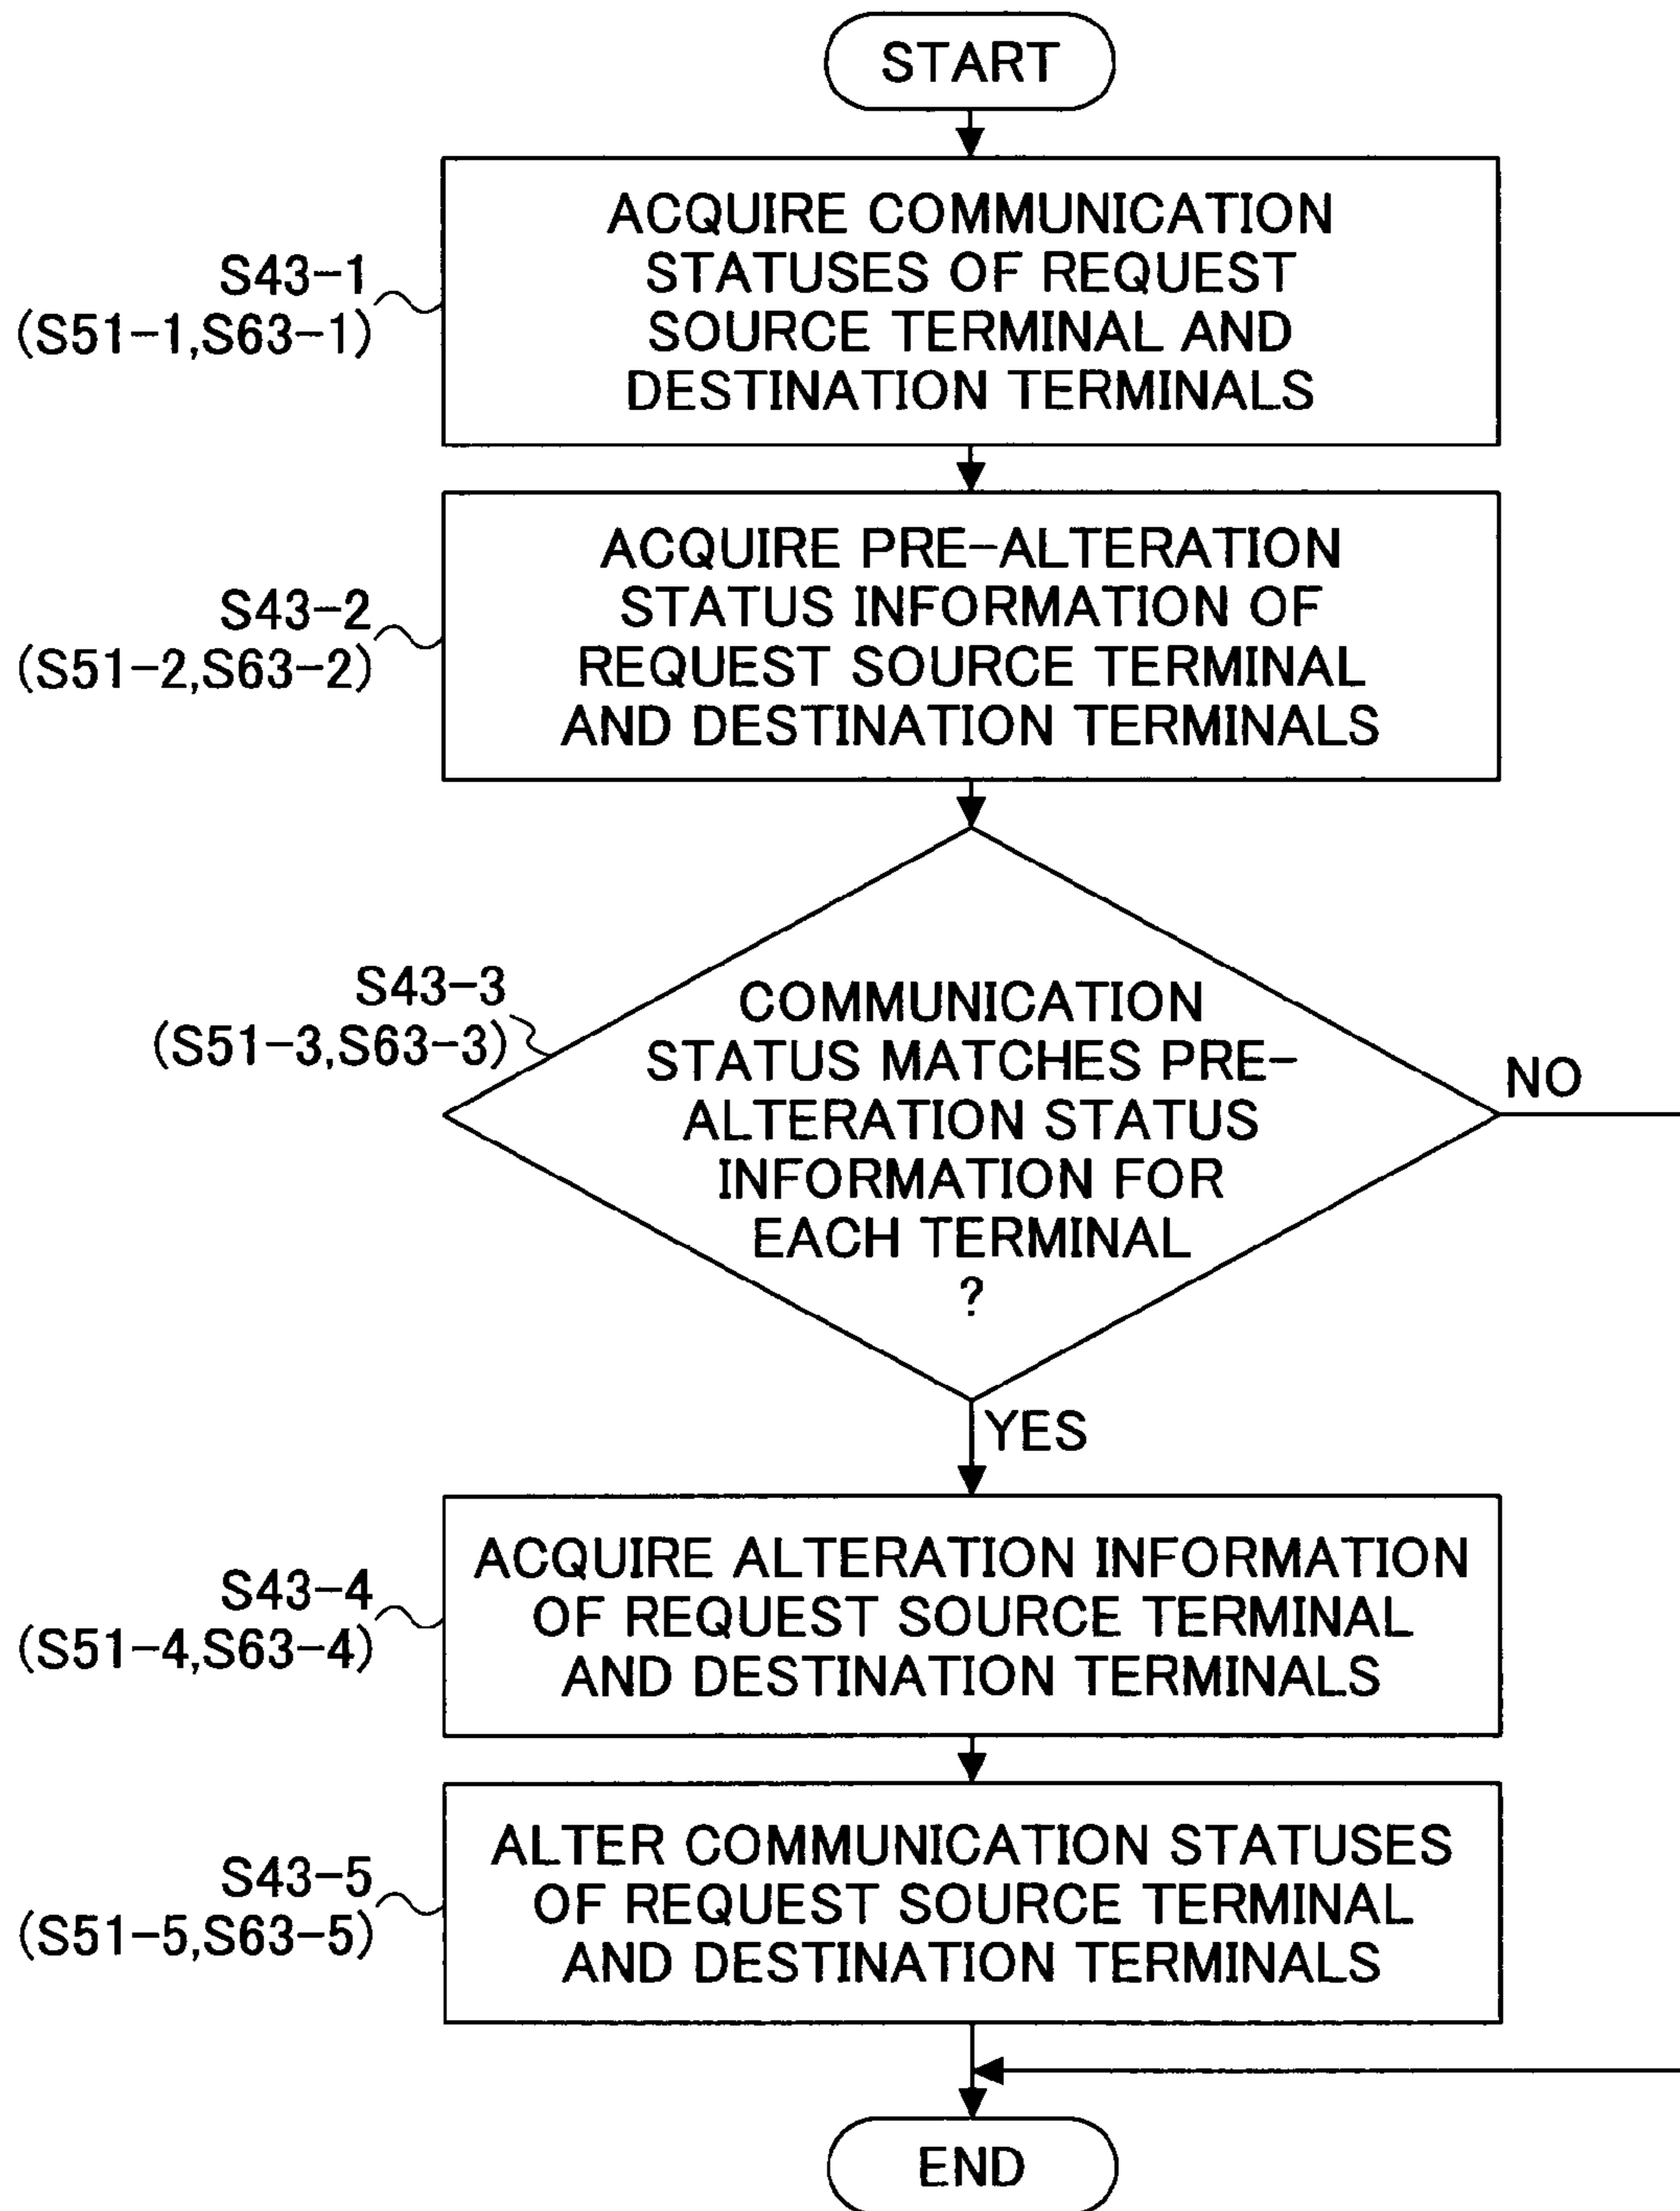 START
S43-1
(S51-1,S63-1)
ACQUIRE COMMUNICATION
STATUSES OF REQUEST
SOURCE TERMINAL AND
DESTINATION TERMINALS
S43-2
(S51-2,S63-2)
ACQUIRE PRE-ALTERATION
STATUS INFORMATION OF
REQUEST SOURCE TERMINAL
AND DESTINATION TERMINALS
S43-3
(S51-3,S63-3)
COMMUNICATION
STATUS MATCHES PRE-
ALTERATION STATUS
INFORMATION FOR
EACH TERMINAL
?
NO
YES
S43-4
(S51-4,S63-4)
ACQUIRE ALTERATION INFORMATION
OF REQUEST SOURCE TERMINAL
AND DESTINATION TERMINALS
S43-5
(S51-5,S63-5)
ALTER COMMUNICATION STATUSES
OF REQUEST SOURCE TERMINAL
AND DESTINATION TERMINALS
END